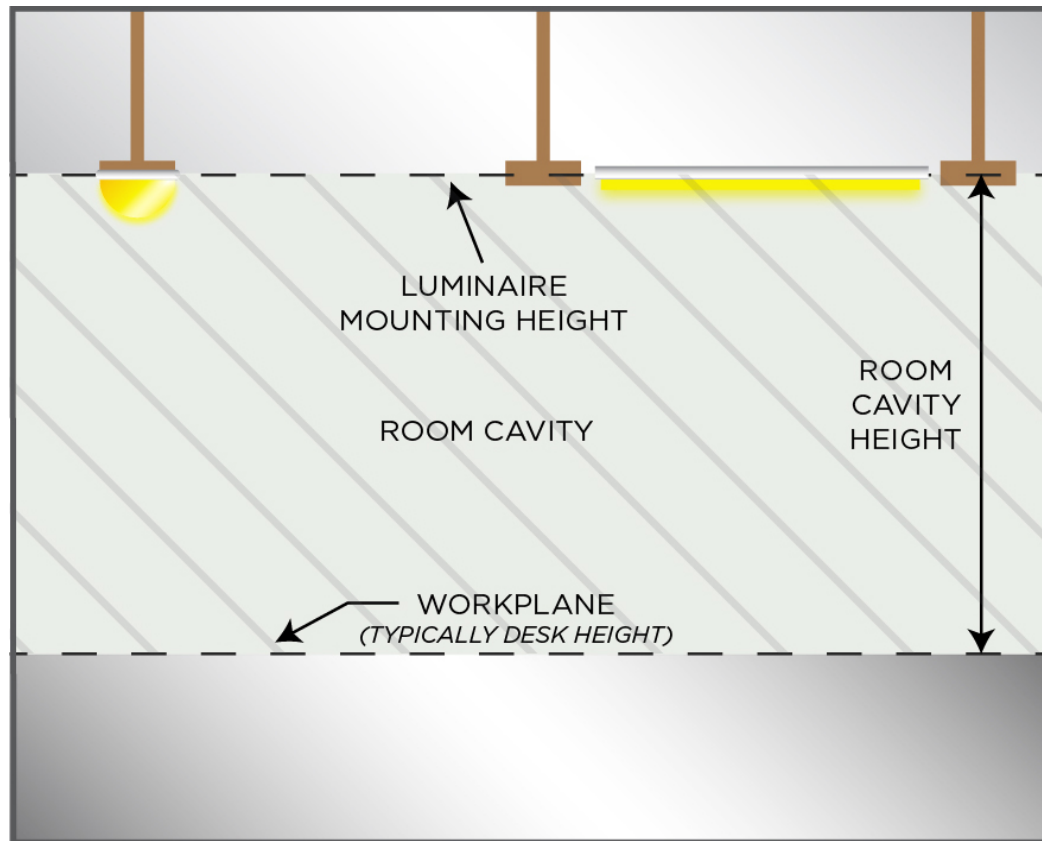 LUMINAIRE
MOUNTING HEIGHT
ROOM
CAVITY
HEIGHT
ROOM CAVITY
WORKPLANE
(TYPICALLY DESK HEIGHT)